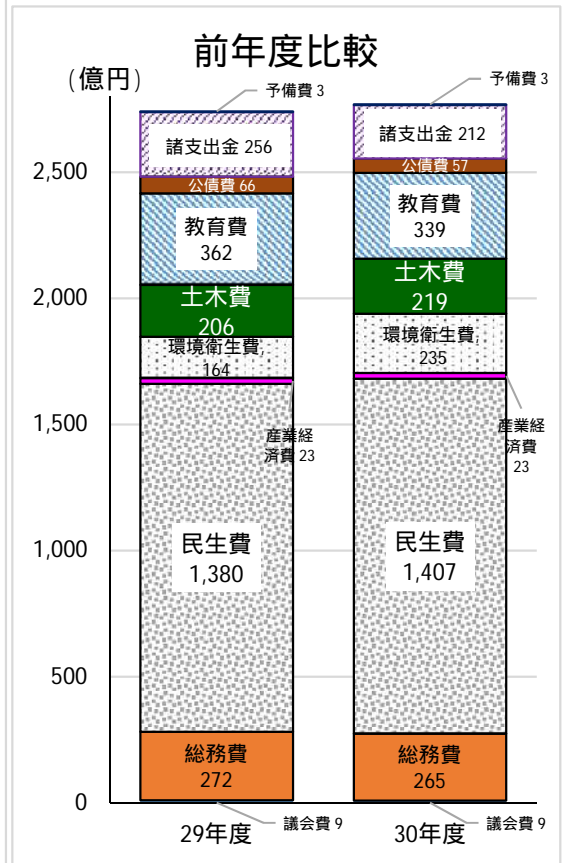 前年度比較
(億円)
予備費 3
予備費 3
諸支出金 256
諸支出金 212
2,500
公債費 66
公債費 57
教育費
362
教育費
339
2,000
土木費
206
土木費
219
環境衛生費,
164
環境衛生費,
235
1,500
産業経
済費 23
産業経
済費
23
民生費
1,380
民生費
1,407
1,000
500
総務費
272
総務費
265
0
議会費 9
議会費 9
29年度
30年度